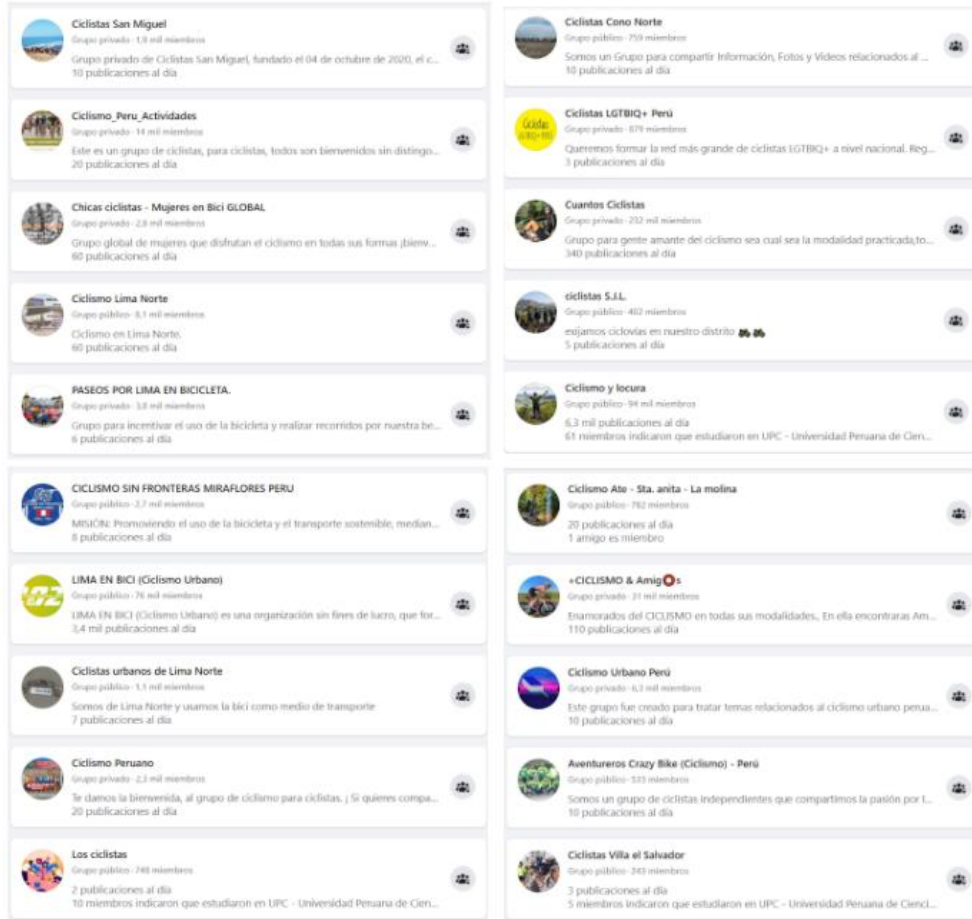 Ciclistas San Miguel
Grupo privado · 1,9 mil miembros
Grupo privado de Ciclistas San Miguel, fundado el 04 de octubre de 2020, el c...
10 publicaciones al día
Ciclismo_Peru_Actividades
Grupo privado · 14 mil miembros
Este es un grupo de ciclistas, para ciclistas, todos son bienvenidos sin distingo...
20 publicaciones al día
Chicas ciclistas - Mujeres en Bici GLOBAL
Grupo privado · 2,8 mil miembros
Grupo global de mujeres que disfrutan el ciclismo en todas sus formas ¡bienv...
60 publicaciones al día
Ciclismo Lima Norte
Grupo público · 8,1 mil miembros
Ciclismo en Lima Norte.
60 publicaciones al día
PASEOS POR LIMA EN BICICLETA.
Grupo privado · 3,8 mil miembros
Grupo para incentivar el uso de la bicicleta y realizar recorridos por nuestra be...
6 publicaciones al día
Ciclistas Cono Norte
Grupo público · 759 miembros
Somos un Grupo para compartir Información, Fotos y Videos relacionados al ...
10 publicaciones al día
Ciclistas LGTBIQ+ Perú
Grupo privado · 879 miembros
Queremos formar la red más grande de ciclistas LGTBIQ+ a nivel nacional. Reg...
3 publicaciones al día
Cuantos Ciclistas
Grupo privado · 232 mil miembros
Grupo para gente amante del ciclismo sea cual sea la modalidad practicada,to...
340 publicaciones al día
ciclistas S.J.L.
Grupo público · 402 miembros
exijamos ciclovías en nuestro distrito 🚲 🚲
5 publicaciones al día
Ciclismo y locura
Grupo público · 94 mil miembros
6,3 mil publicaciones al día
61 miembros indicaron que estudiaron en UPC - Universidad Peruana de Cien...
CICLISMO SIN FRONTERAS MIRAFLORES PERU
Grupo público · 2,7 mil miembros
MISIÓN: Promoviendo el uso de la bicicleta y el transporte sostenible, median...
8 publicaciones al día
LIMA EN BICI (Ciclismo Urbano)
Grupo público · 76 mil miembros
LIMA EN BICI (Ciclismo Urbano) es una organización sin fines de lucro, que for...
3,4 mil publicaciones al día
Ciclistas urbanos de Lima Norte
Grupo público · 1,1 mil miembros
Somos de Lima Norte y usamos la bici como medio de transporte
7 publicaciones al día
Ciclismo Peruano
Grupo privado · 2,3 mil miembros
Te damos la bienvenida, al grupo de ciclismo para ciclistas. ¡ Si quieres compa...
20 publicaciones al día
Los ciclistas
Grupo público · 748 miembros
2 publicaciones al día
10 miembros indicaron que estudiaron en UPC - Universidad Peruana de Cien...
Ciclismo Ate - Sta. anita - La molina
Grupo público · 762 miembros
20 publicaciones al día
1 amigo es miembro
+CICLISMO & Amig⭕s
Grupo privado · 31 mil miembros
Enamorados del CICLISMO en todas sus modalidades., En ella encontraras Am...
110 publicaciones al día
Ciclismo Urbano Perú
Grupo privado · 6,3 mil miembros
Este grupo fue creado para tratar temas relacionados al ciclismo urbano perua...
10 publicaciones al día
Aventureros Crazy Bike (Ciclismo) - Perú
Grupo público · 533 miembros
Somos un grupo de ciclistas independientes que compartimos la pasión por l...
10 publicaciones al día
Ciclistas Villa el Salvador
Grupo público · 343 miembros
3 publicaciones al día
5 miembros indicaron que estudiaron en UPC - Universidad Peruana de Cienci...